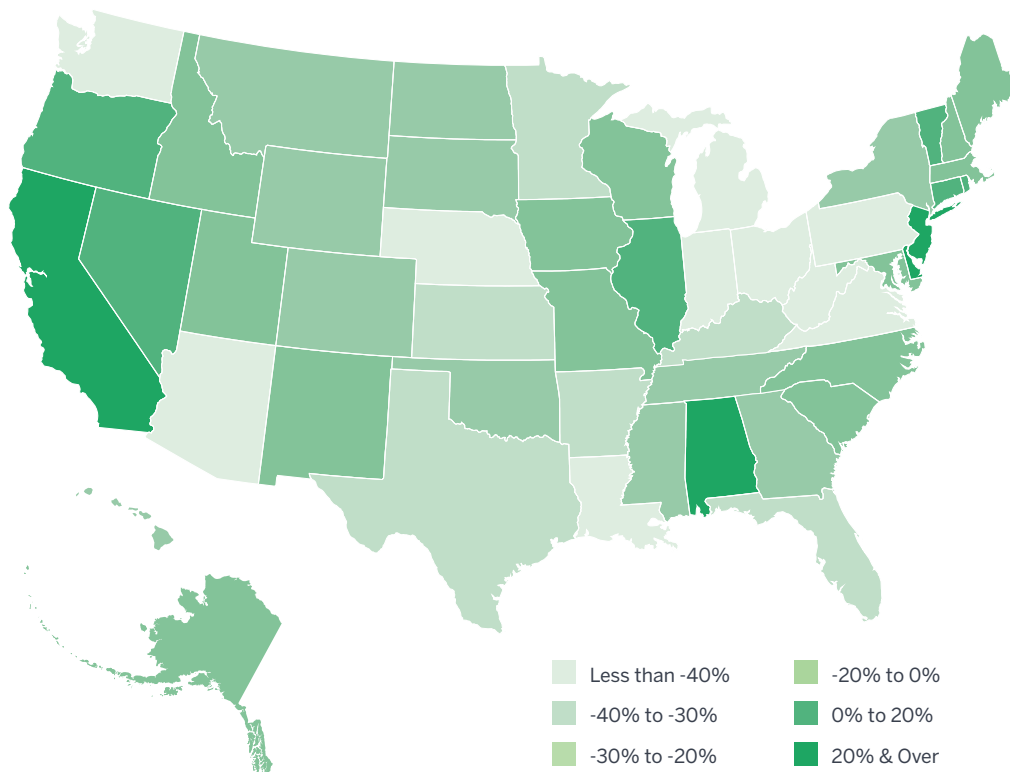 Less than -40%
-40% to -30%
-30% to -20%
-20% to 0%
0% to 20%
20% & Over